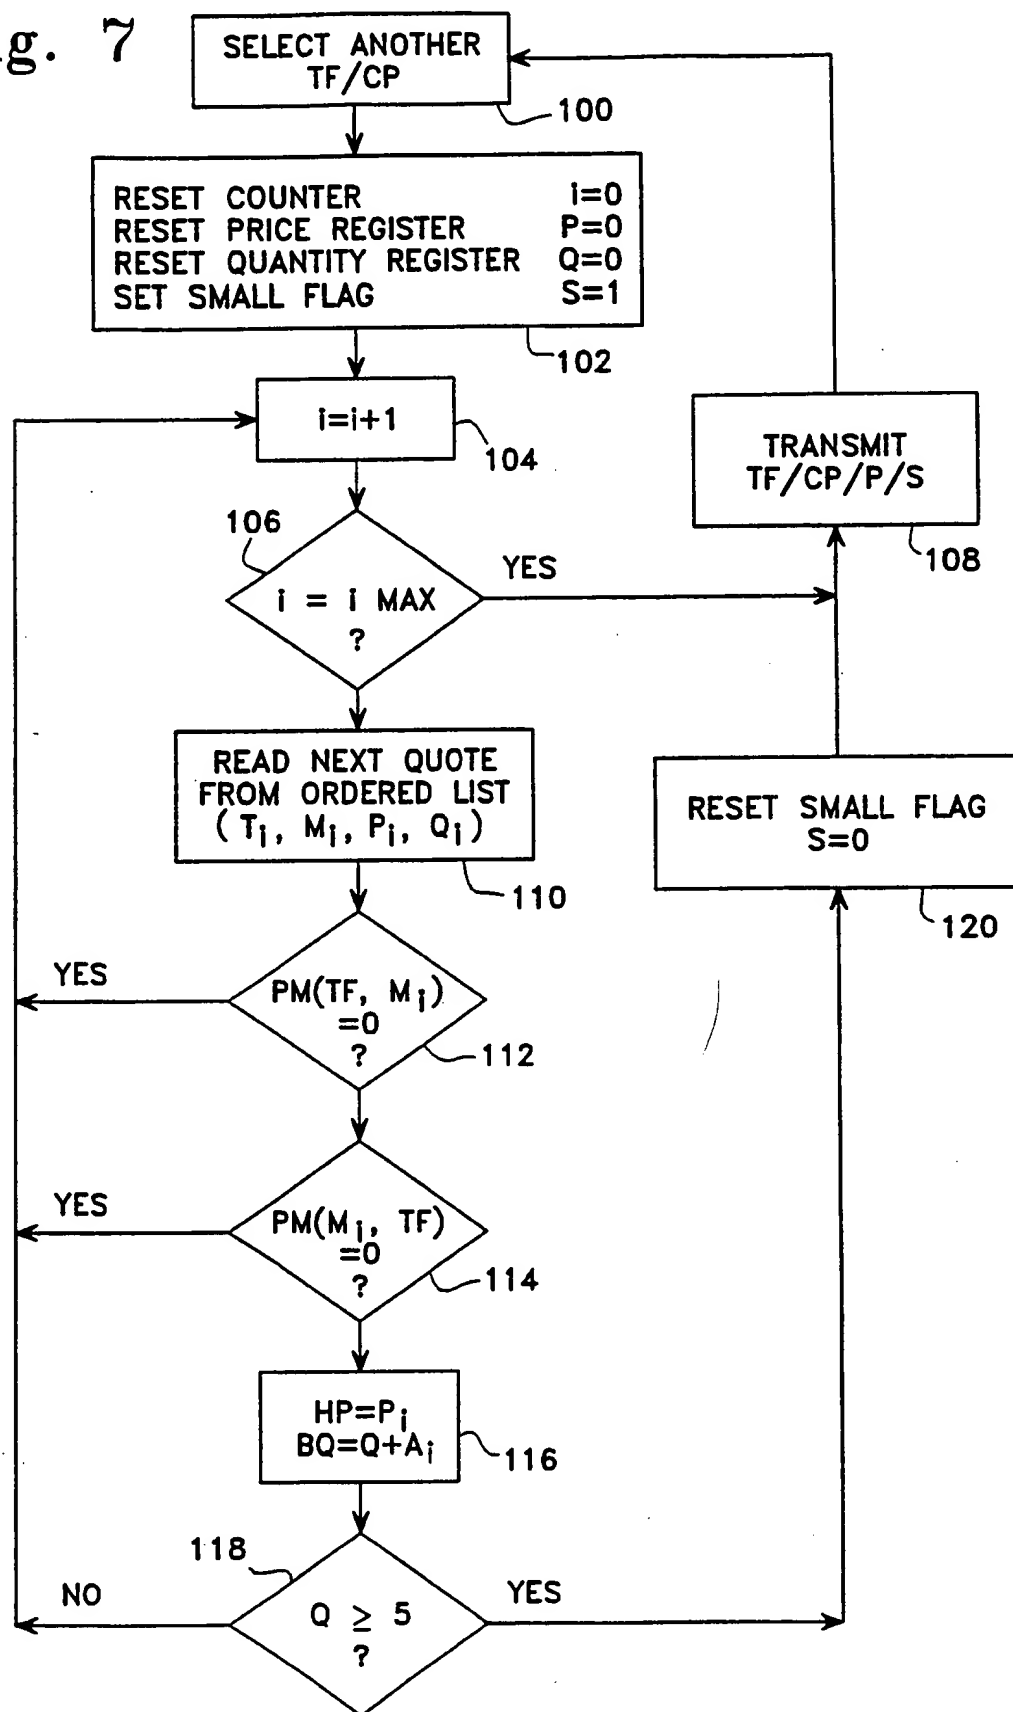 g. 7
SELECT ANOTHER
TF/CP
100
RESET COUNTER i=0
RESET PRICE REGISTER P=0
RESET QUANTITY REGISTER Q=0
SET SMALL FLAG S=1
102
i=i+1
104
TRANSMIT
TF/CP/P/S
108
106
i = i MAX
?
YES
READ NEXT QUOTE
FROM ORDERED LIST
(Ti, Mi, Pi, Qi)
110
RESET SMALL FLAG
S=0
120
YES
PM(TF, Mi)
=0
?
112
YES
PM(Mi, TF)
=0
?
114
HP=Pi
BQ=Q+Ai
116
118
NO
Q ≥ 5
?
YES